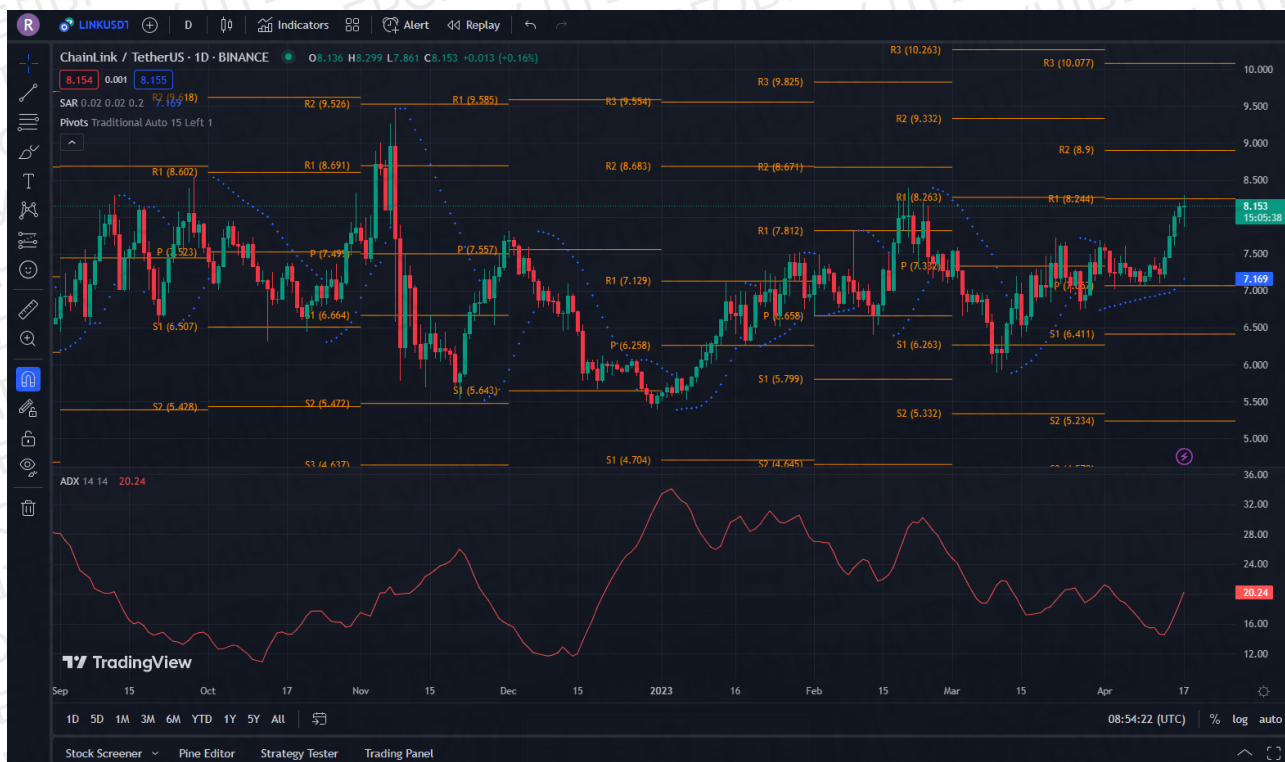 R LINKUSDT D Indicators Alert Replay
ChainLink / TetherUS · 1D · BINANCE O8.136 H8.299 L7.861 C8.153 +0.013 (+0.16%)
8.154 0.001 8.155
SAR 0.02 0.02 0.2 7.169
Pivots Traditional Auto 15 Left 1
R3 (10.263)
R3 (10.077)
10.000
R3 (9.825)
R2 (9.618)
R2 (9.526)
R1 (9.585)
R3 (9.554)
9.500
R2 (9.332)
9.000
R2 (8.9)
R1 (8.602)
R1 (8.691)
R2 (8.683)
R2 (8.671)
8.500
R1 (8.263)
R1 (8.244)
8.153
15:05:38
R1 (7.812)
P (7.523)
P (7.557)
7.500
P (7.332)
7.169
R1 (7.129)
7.000
S1 (6.507)
S1 (6.664)
P (6.658)
6.500
S1 (6.411)
P (6.258)
S1 (6.263)
6.000
S1 (5.643)
S1 (5.799)
5.500
S2 (5.428)
S2 (5.472)
S2 (5.332)
S2 (5.234)
5.000
S3 (4.637)
S1 (4.704)
S2 (4.645)
ADX 14 14 20.24
36.00
32.00
28.00
24.00
20.24
16.00
12.00
TradingView
Sep 15 Oct 17 Nov 15 Dec 15 2023 16 Feb 15 Mar 15 Apr 17
1D 5D 1M 3M 6M YTD 1Y 5Y All 08:54:22 (UTC) % log auto
Stock Screener Pine Editor Strategy Tester Trading Panel